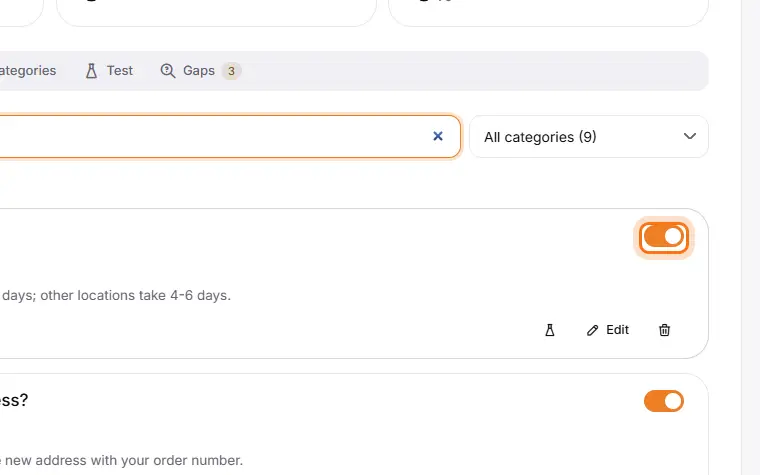 ategories Test Gaps 3
All categories (9)
days; other locations take 4-6 days.
Edit
ess?
new address with your order number.